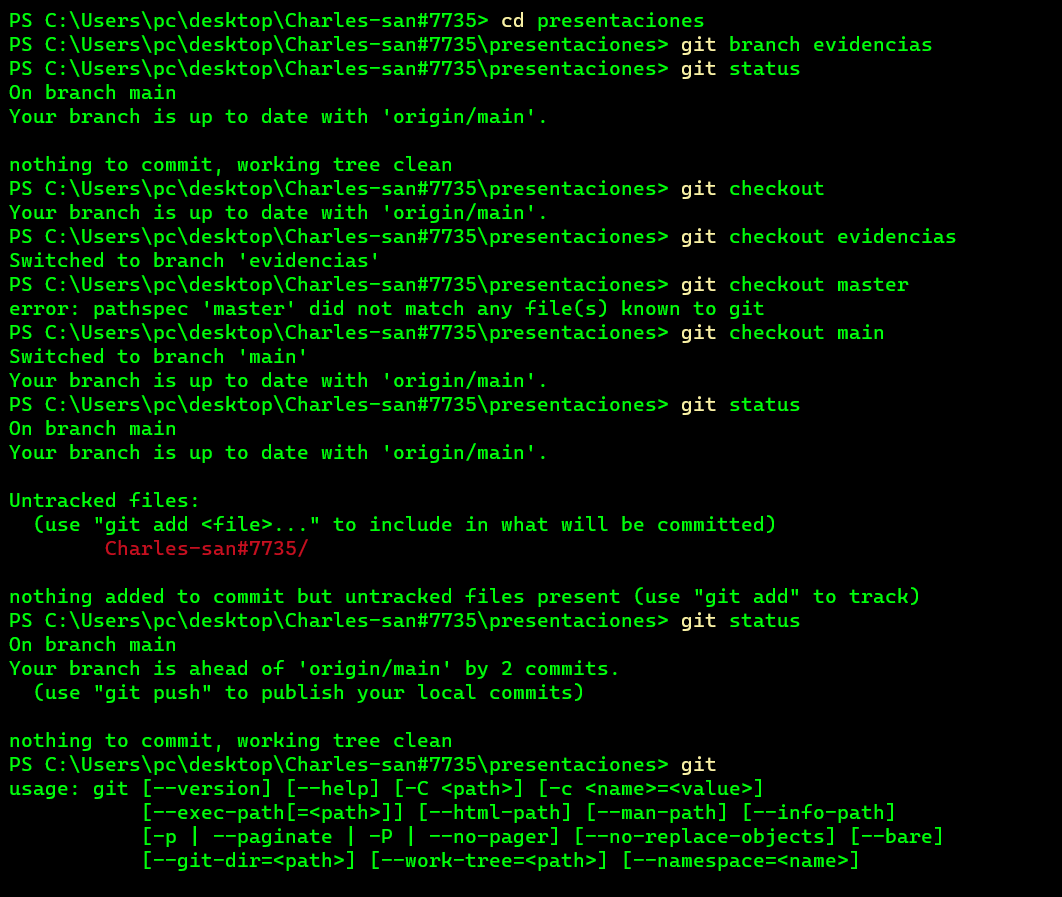 PS C:\Users\pc\desktop\Charles-san#7735> cd presentaciones
PS C:\Users\pc\desktop\Charles-san#7735\presentaciones> git branch evidencias
PS C:\Users\pc\desktop\Charles-san#7735\presentaciones> git status
On branch main
Your branch is up to date with 'origin/main'.

nothing to commit, working tree clean
PS C:\Users\pc\desktop\Charles-san#7735\presentaciones> git checkout
Your branch is up to date with 'origin/main'.
PS C:\Users\pc\desktop\Charles-san#7735\presentaciones> git checkout evidencias
Switched to branch 'evidencias'
PS C:\Users\pc\desktop\Charles-san#7735\presentaciones> git checkout master
error: pathspec 'master' did not match any file(s) known to git
PS C:\Users\pc\desktop\Charles-san#7735\presentaciones> git checkout main
Switched to branch 'main'
Your branch is up to date with 'origin/main'.
PS C:\Users\pc\desktop\Charles-san#7735\presentaciones> git status
On branch main
Your branch is up to date with 'origin/main'.

Untracked files:
  (use "git add <file>..." to include in what will be committed)
        Charles-san#7735/

nothing added to commit but untracked files present (use "git add" to track)
PS C:\Users\pc\desktop\Charles-san#7735\presentaciones> git status
On branch main
Your branch is ahead of 'origin/main' by 2 commits.
  (use "git push" to publish your local commits)

nothing to commit, working tree clean
PS C:\Users\pc\desktop\Charles-san#7735\presentaciones> git
usage: git [--version] [--help] [-C <path>] [-c <name>=<value>]
           [--exec-path[=<path>]] [--html-path] [--man-path] [--info-path]
           [-p | --paginate | -P | --no-pager] [--no-replace-objects] [--bare]
           [--git-dir=<path>] [--work-tree=<path>] [--namespace=<name>]